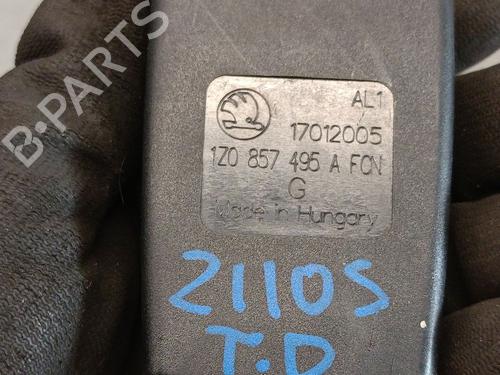 B-PARTS
AL1
17012005
1Z0 857 495 A FCN
G
Made in Hungary
2110S
T.D